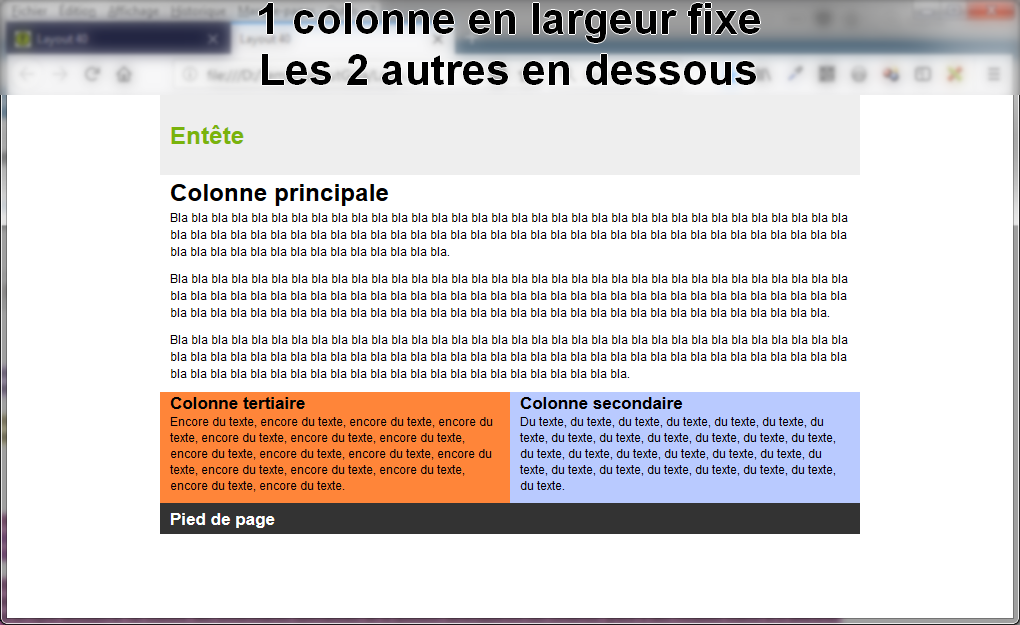 1 colonne en largeur fixe
Les 2 autres en dessous
Entête
Colonne principale
Bla bla bla bla bla bla bla bla bla bla bla bla bla bla bla bla bla bla bla bla bla bla bla bla bla bla bla bla bla bla bla bla bla bla
bla bla bla bla bla bla bla bla bla bla bla bla bla bla bla bla bla bla bla bla bla bla bla bla bla bla bla bla bla bla bla bla bla bla
bla bla bla bla bla bla bla bla bla bla bla bla bla bla.
Bla bla bla bla bla bla bla bla bla bla bla bla bla bla bla bla bla bla bla bla bla bla bla bla bla bla bla bla bla bla bla bla bla bla
bla bla bla bla bla bla bla bla bla bla bla bla bla bla bla bla bla bla bla bla bla bla bla bla bla bla bla bla bla bla bla bla bla bla
bla bla bla bla bla bla bla bla bla bla bla bla bla bla bla bla bla bla bla bla bla bla bla bla bla bla bla bla bla bla bla bla bla.
Bla bla bla bla bla bla bla bla bla bla bla bla bla bla bla bla bla bla bla bla bla bla bla bla bla bla bla bla bla bla bla bla bla bla
bla bla bla bla bla bla bla bla bla bla bla bla bla bla bla bla bla bla bla bla bla bla bla bla bla bla bla bla bla bla bla bla bla bla
bla bla bla bla bla bla bla bla bla bla bla bla bla bla bla bla bla bla bla bla bla bla bla.
Colonne tertiaire
Encore du texte, encore du texte, encore du texte, encore du
texte, encore du texte, encore du texte, encore du texte,
encore du texte, encore du texte, encore du texte, encore du
texte, encore du texte, encore du texte, encore du texte,
encore du texte, encore du texte.
Colonne secondaire
Du texte, du texte, du texte, du texte, du texte, du texte, du
texte, du texte, du texte, du texte, du texte, du texte, du texte,
du texte, du texte, du texte, du texte, du texte, du texte, du
texte, du texte, du texte, du texte, du texte, du texte, du texte,
du texte.
Pied de page